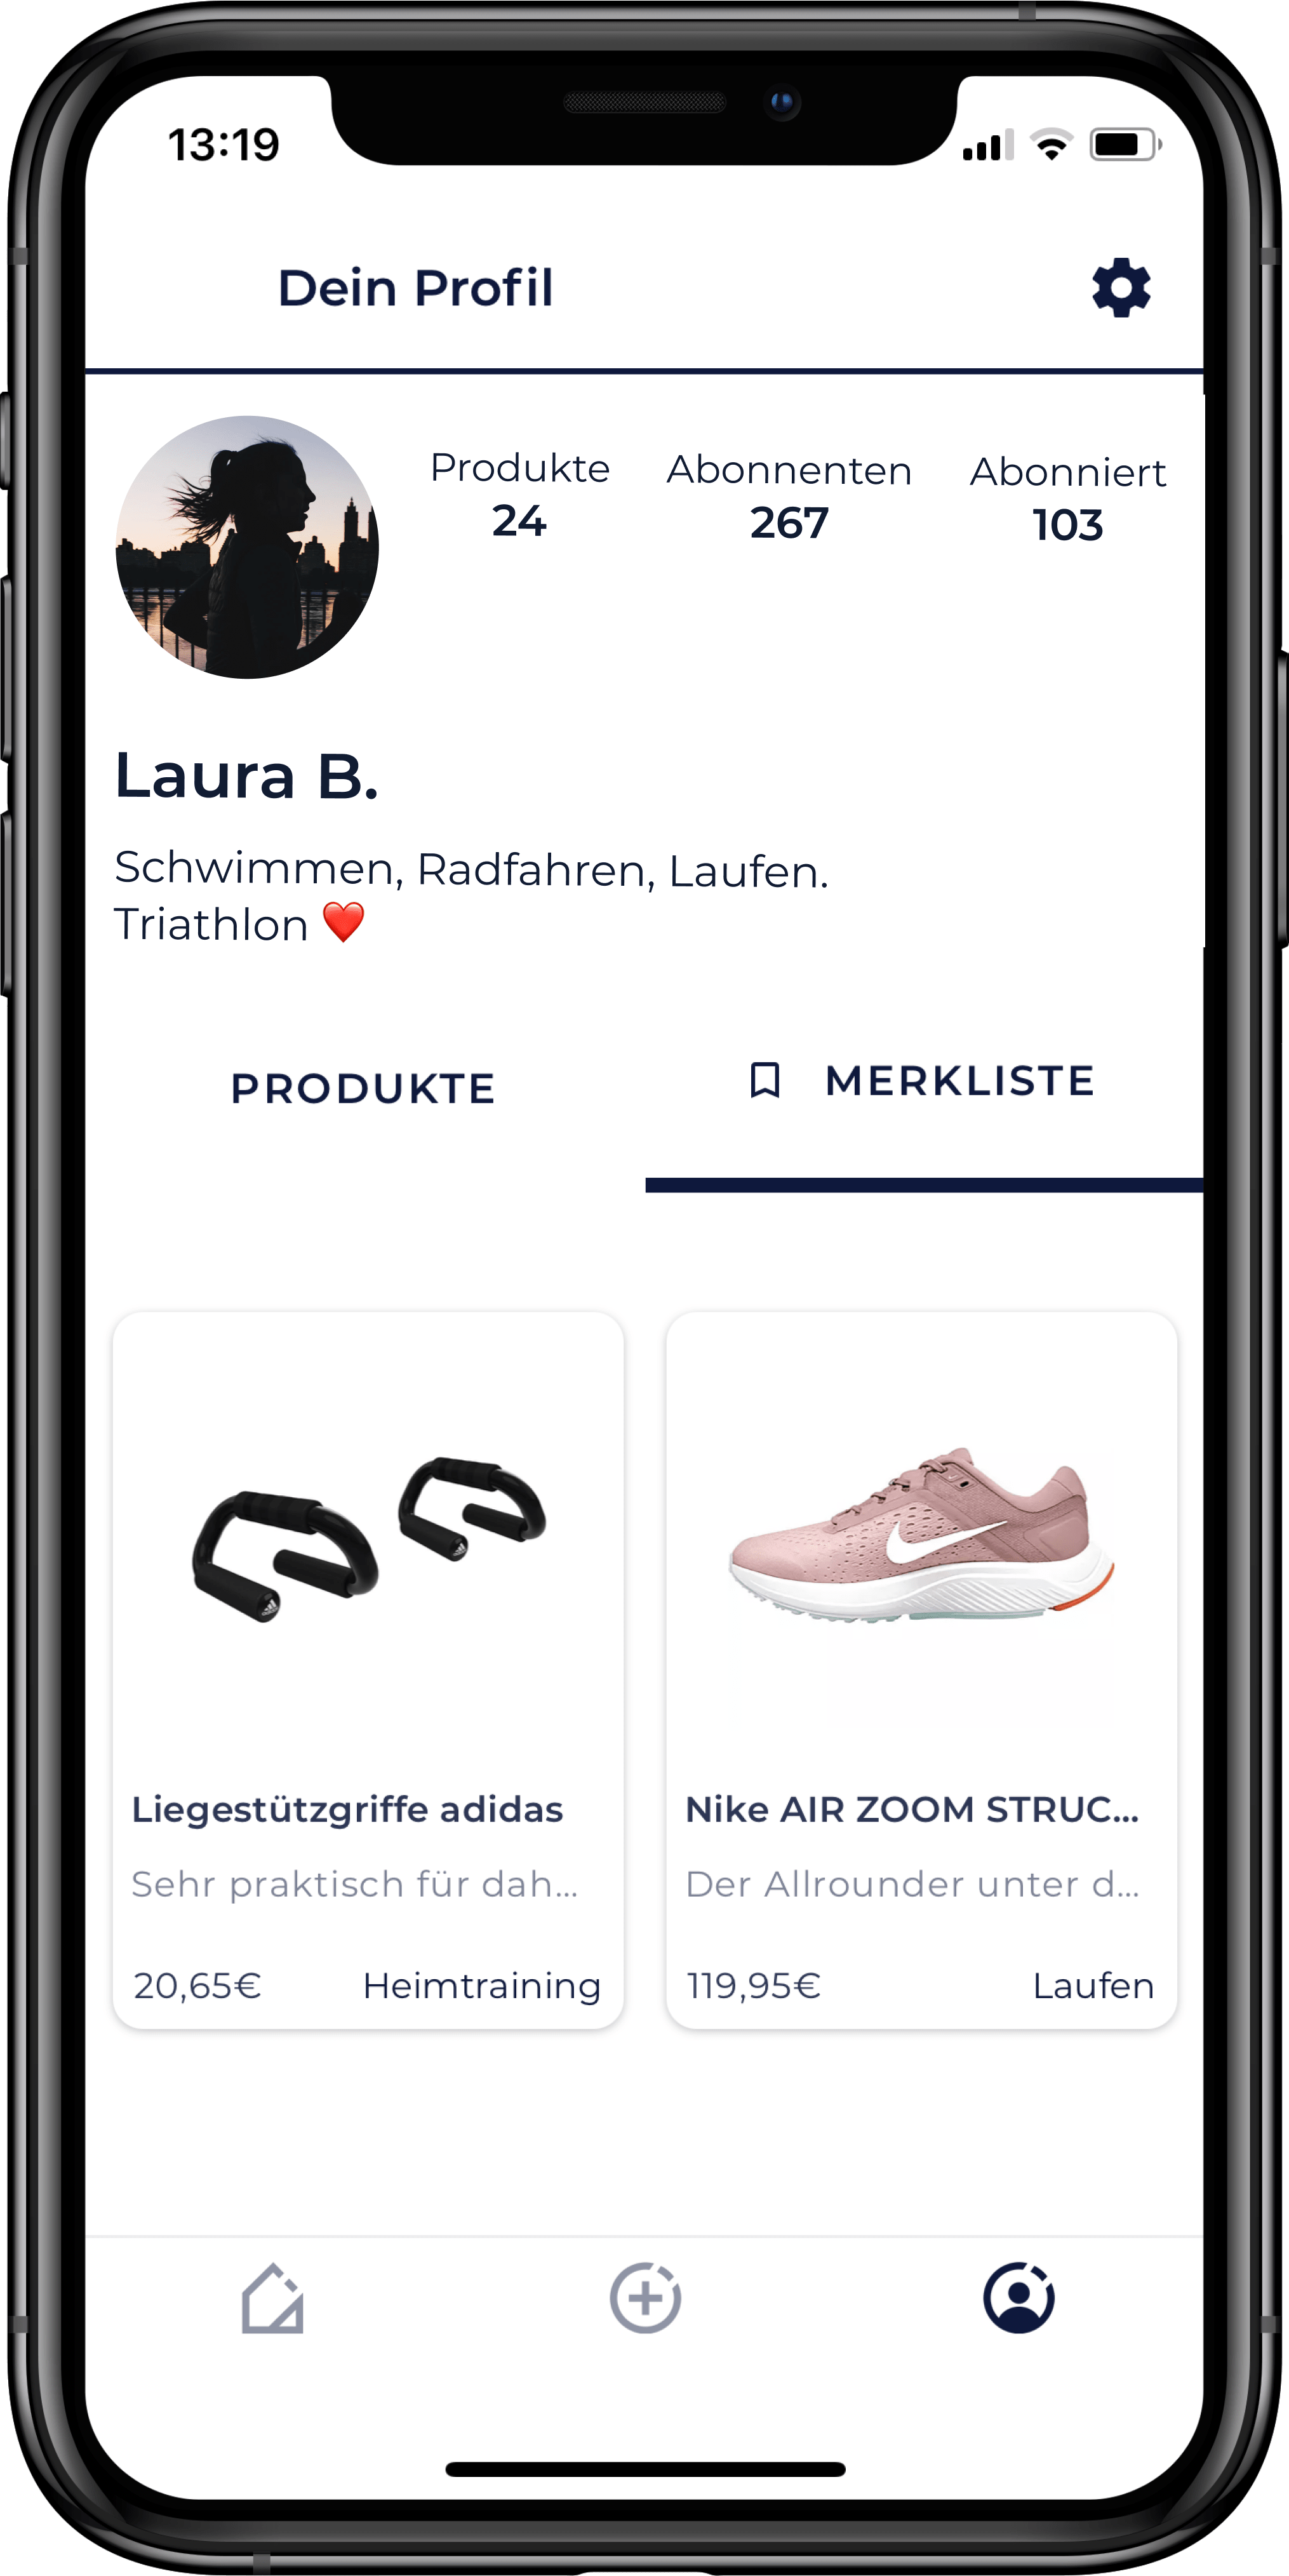 13:19
Dein Profil
Produkte Abonnenten Abonniert
24 267 103
Laura B.
Schwimmen, Radfahren, Laufen.
Triathlon ❤️
PRODUKTE MERKLISTE
Liegestützgriffe adidas
Sehr praktisch für dah...
20,65€ Heimtraining
Nike AIR ZOOM STRUC...
Der Allrounder unter d...
119,95€ Laufen